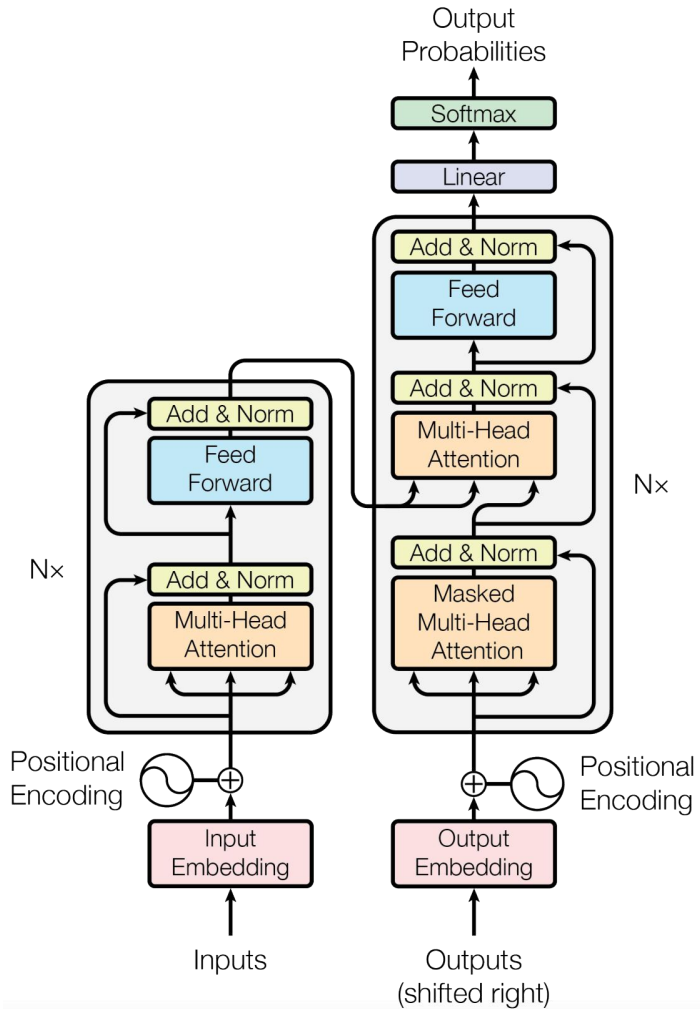 Output
Probabilities
Softmax
Linear
Add & Norm
Feed
Forward
Add & Norm
Multi-Head
Attention
Nx
Add & Norm
Masked
Multi-Head
Attention
Add & Norm
Feed
Forward
Nx
Add & Norm
Multi-Head
Attention
Positional
Encoding
Positional
Encoding
Input
Embedding
Output
Embedding
Inputs
Outputs
(shifted right)